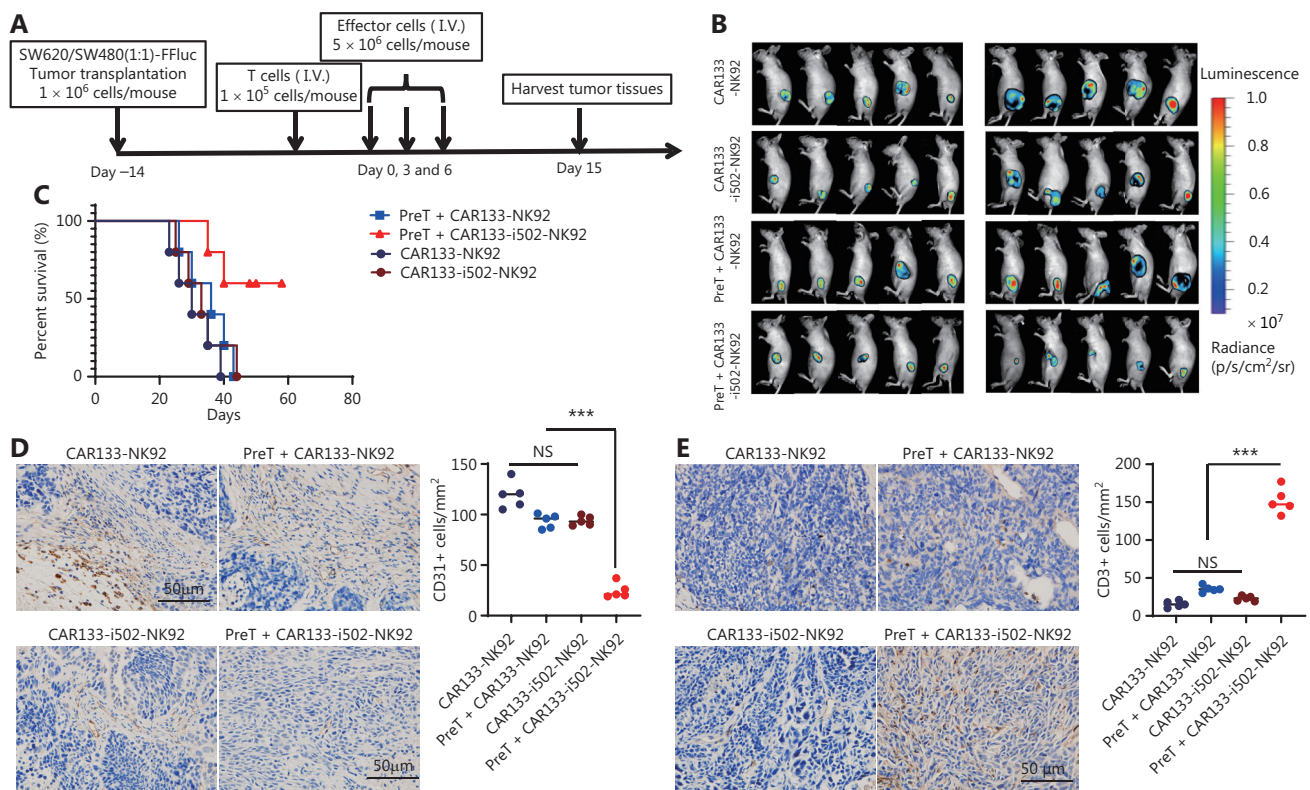 A
SW620/SW480(1:1)-FFluc
Tumor transplantation
1 × 10⁶ cells/mouse
T cells ( I.V.)
1 × 10⁵ cells/mouse
Effector cells ( I.V.)
5 × 10⁶ cells/mouse
Harvest tumor tissues
Day –14
Day 0, 3 and 6
Day 15
B
CAR133
-NK92
CAR133
-i502-NK92
PreT + CAR133
-NK92
PreT + CAR133
-i502-NK92
Luminescence
1.0
0.8
0.6
0.4
0.2
× 10⁷
Radiance
(p/s/cm²/sr)
C
Percent survival (%)
100
50
0
0
20
40
60
80
Days
PreT + CAR133-NK92
PreT + CAR133-i502-NK92
CAR133-NK92
CAR133-i502-NK92
D
CAR133-NK92
PreT + CAR133-NK92
50μm
50μm
CAR133-i502-NK92
PreT + CAR133-i502-NK92
50μm
CD31+ cells/mm²
150
100
50
0
NS
***
CAR133-NK92
PreT + CAR133-NK92
CAR133-i502-NK92
PreT + CAR133-i502-NK92
E
CAR133-NK92
PreT + CAR133-NK92
CAR133-i502-NK92
PreT + CAR133-i502-NK92
50 μm
CD3+ cells/mm²
200
150
100
50
0
NS
***
CAR133-NK92
PreT + CAR133-NK92
CAR133-i502-NK92
PreT + CAR133-i502-NK92